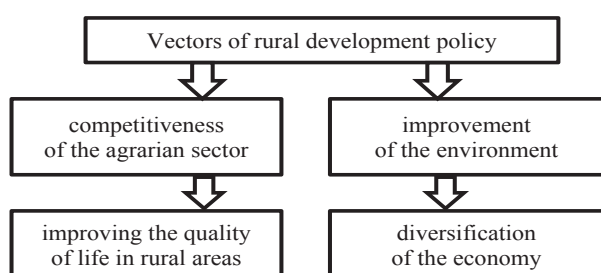 Vectors of rural development policy
competitiveness
of the agrarian sector
improvement
of the environment
improving the quality
of life in rural areas
diversification
of the economy